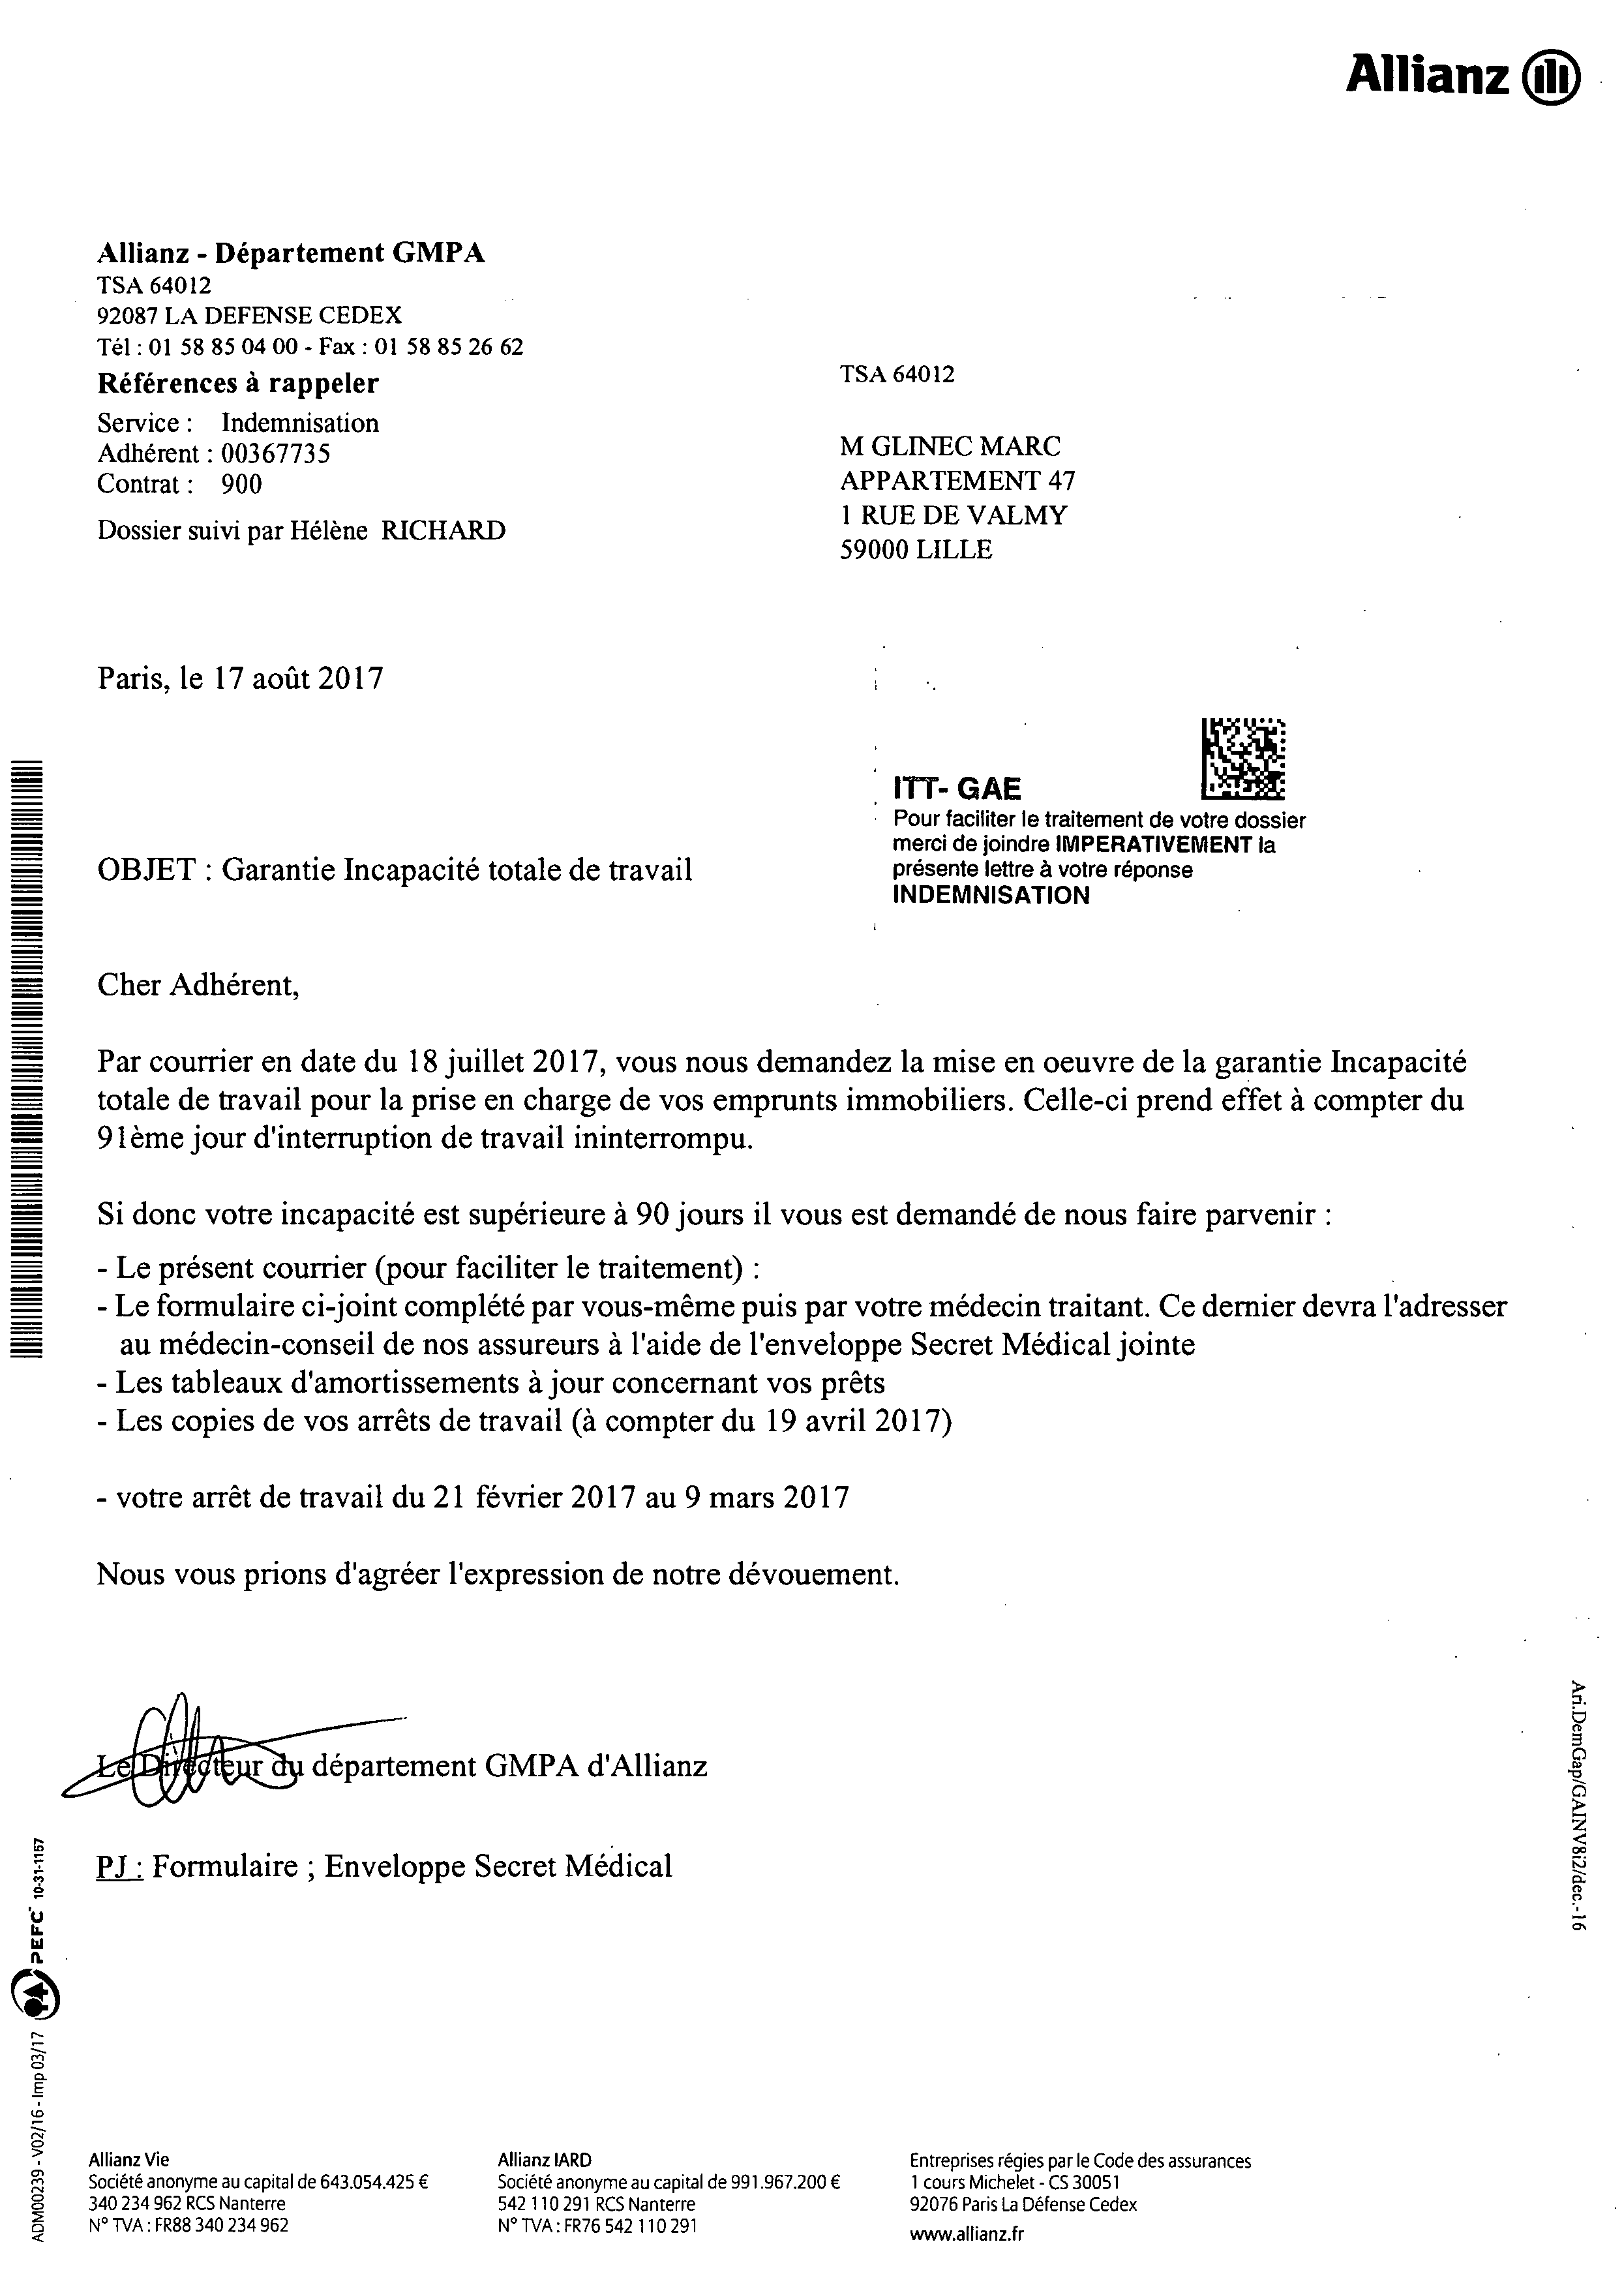 Allianz
Allianz - Département GMPA
TSA 64012
92087 LA DEFENSE CEDEX
Tél : 01 58 85 04 00 - Fax : 01 58 85 26 62
Références à rappeler
Service : Indemnisation
Adhérent : 00367735
Contrat : 900
Dossier suivi par Hélène RICHARD
TSA 64012
M GLINEC MARC
APPARTEMENT 47
1 RUE DE VALMY
59000 LILLE
Paris, le 17 août 2017
ITT- GAE
Pour faciliter le traitement de votre dossier
merci de joindre IMPERATIVEMENT la
présente lettre à votre réponse
INDEMNISATION
OBJET : Garantie Incapacité totale de travail
Cher Adhérent,
Par courrier en date du 18 juillet 2017, vous nous demandez la mise en oeuvre de la garantie Incapacité
totale de travail pour la prise en charge de vos emprunts immobiliers. Celle-ci prend effet à compter du
91ème jour d'interruption de travail ininterrompu.
Si donc votre incapacité est supérieure à 90 jours il vous est demandé de nous faire parvenir :
- Le présent courrier (pour faciliter le traitement) :
- Le formulaire ci-joint complété par vous-même puis par votre médecin traitant. Ce dernier devra l'adresser
au médecin-conseil de nos assureurs à l'aide de l'enveloppe Secret Médical jointe
- Les tableaux d'amortissements à jour concernant vos prêts
- Les copies de vos arrêts de travail (à compter du 19 avril 2017)
- votre arrêt de travail du 21 février 2017 au 9 mars 2017
Nous vous prions d'agréer l'expression de notre dévouement.
Le Directeur du département GMPA d'Allianz
PJ : Formulaire ; Enveloppe Secret Médical
Ari.DemGap/GAINV8i2/dec.-16
ADM00239 - V02/16 - Imp 03/17
PEFC 10-31-1157
Allianz Vie
Société anonyme au capital de 643.054.425 €
340 234 962 RCS Nanterre
N° TVA : FR88 340 234 962
Allianz IARD
Société anonyme au capital de 991.967.200 €
542 110 291 RCS Nanterre
N° TVA : FR76 542 110 291
Entreprises régies par le Code des assurances
1 cours Michelet - CS 30051
92076 Paris La Défense Cedex
www.allianz.fr